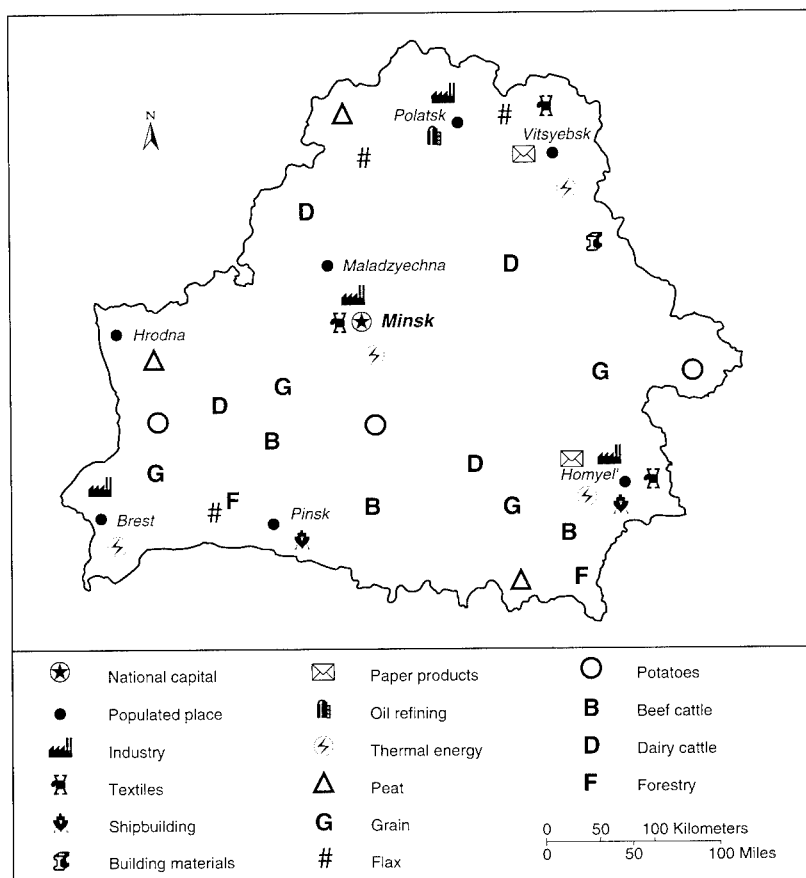 N
Polatsk
#
Vitsyebsk
#
D
D
Maladzyechna
Minsk
Hrodna
G
G
D
B
D
G
Homyel'
F
#
B
G
Brest
Pinsk
B
F
National capital
Paper products
Potatoes
Populated place
Oil refining
B Beef cattle
Industry
Thermal energy
D Dairy cattle
Textiles
Peat
F Forestry
Shipbuilding
G Grain
0 50 100 Kilometers
Building materials
# Flax
0 50 100 Miles